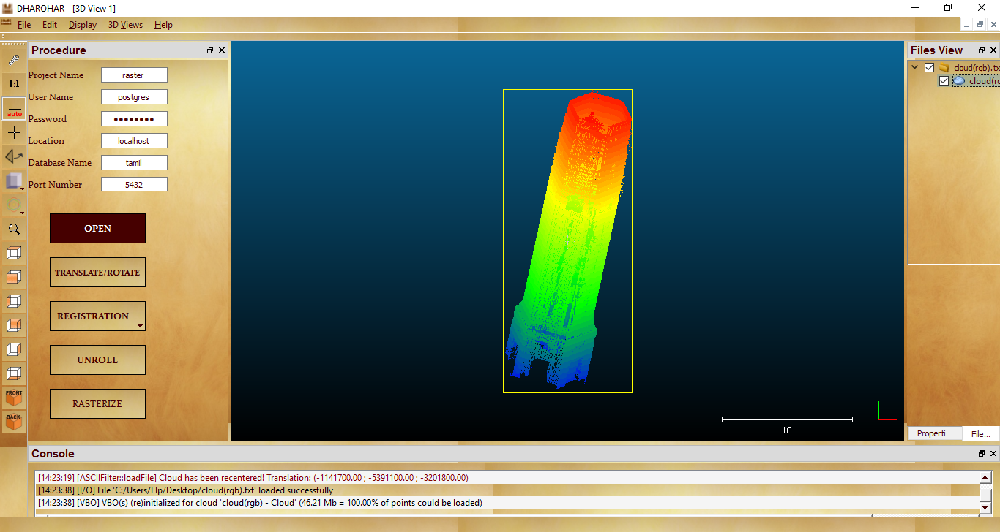 DHAROHAR - [3D View 1]
File Edit Display 3D Views Help
Procedure
Project Name raster
User Name postgres
Password ●●●●●●●●
Location localhost
Database Name tamil
Port Number 5432
OPEN
TRANSLATE/ROTATE
REGISTRATION
UNROLL
RASTERIZE
1:1
auto
FRONT
BACK
10
Files View
cloud(rgb).tx
cloud(rg
Properti... File...
Console
[14:23:19] [ASCIIFilter::loadFile] Cloud has been recentered! Translation: (-1141700.00 ; -5391100.00 ; -3201800.00)
[14:23:38] [I/O] File 'C:/Users/Hp/Desktop/cloud(rgb).txt' loaded successfully
[14:23:38] [VBO] VBO(s) (re)initialized for cloud 'cloud(rgb) - Cloud' (46.21 Mb = 100.00% of points could be loaded)